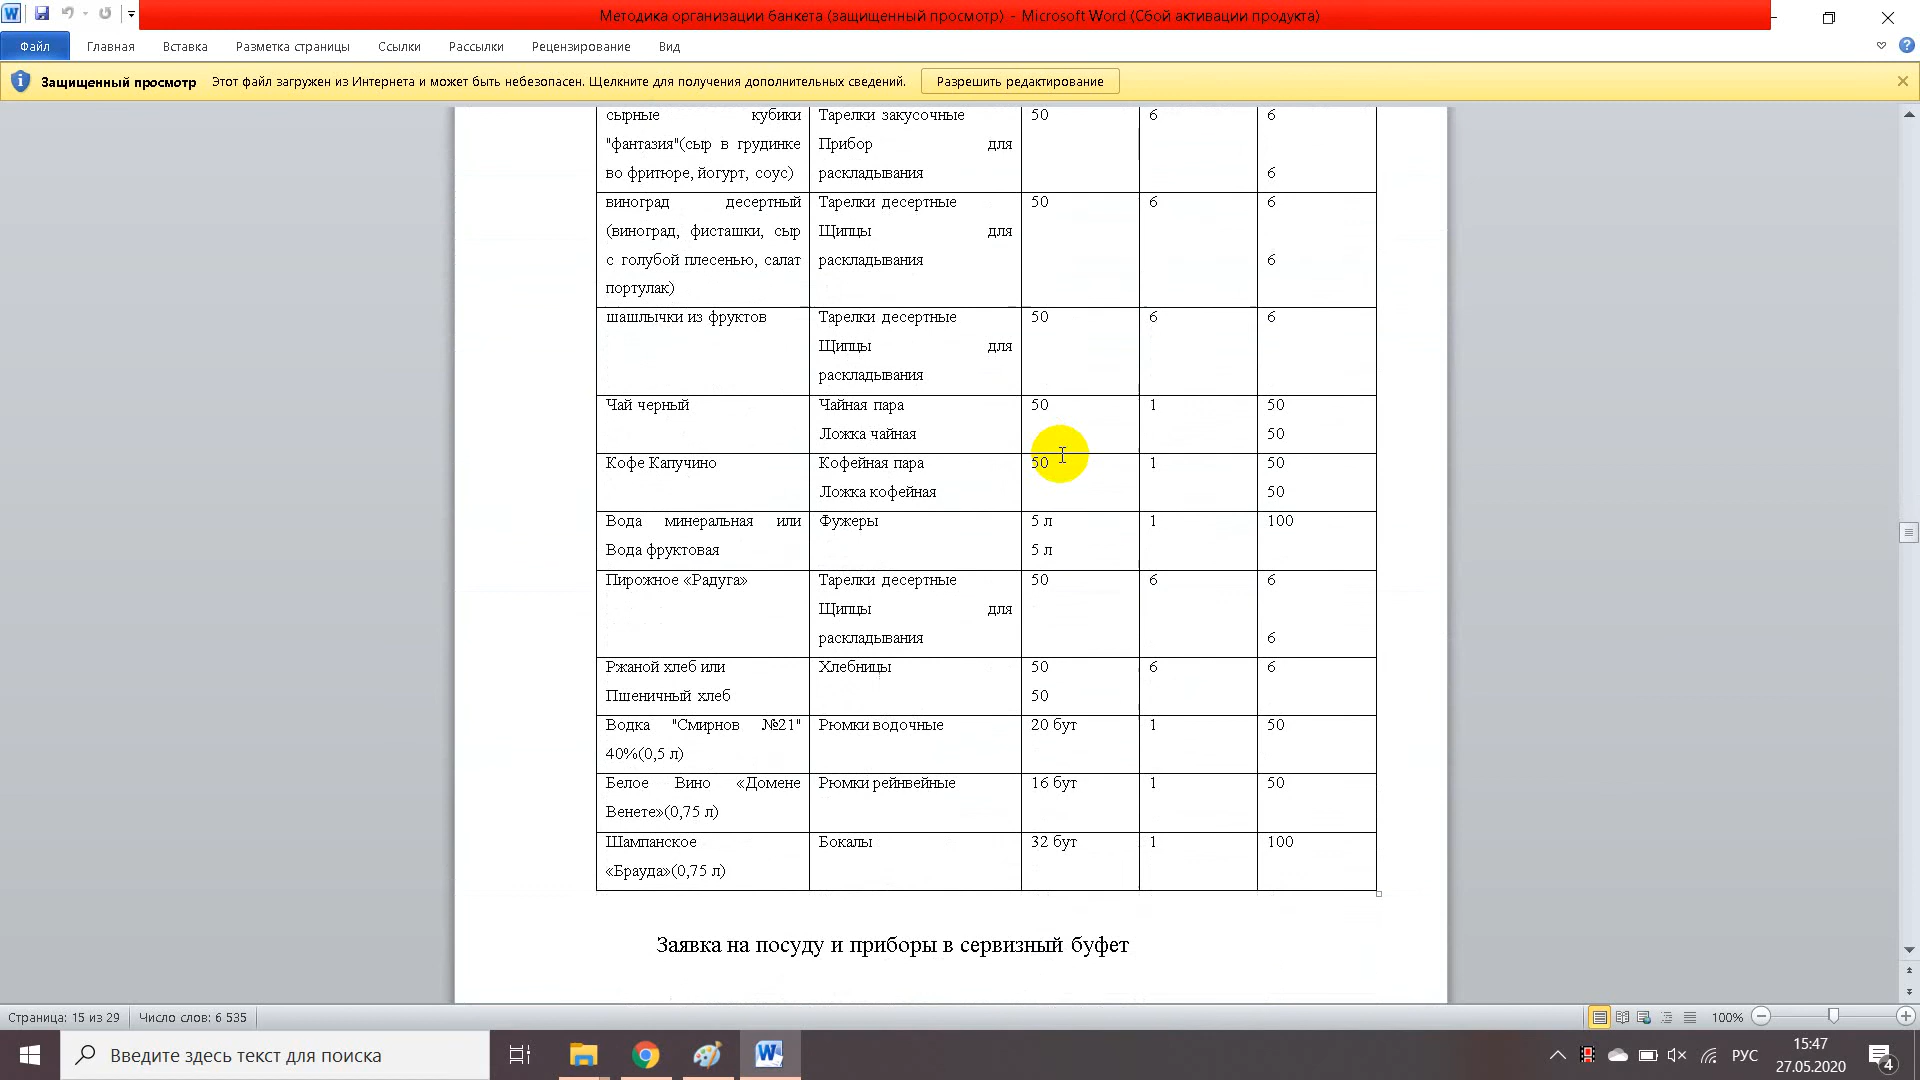 Методика организации банкета (защищенный просмотр) - Microsoft Word (Сбой активации продукта)
Файл Главная Вставка Разметка страницы Ссылки Рассылки Рецензирование Вид
Защищенный просмотр Этот файл загружен из Интернета и может быть небезопасен. Щелкните для получения дополнительных сведений. Разрешить редактирование
сырные кубики Тарелки закусочные 50 6 6
"фантазия"(сыр в грудинке Прибор для
во фритюре, йогурт, соус) раскладывания 6
виноград десертный Тарелки десертные 50 6 6
(виноград, фисташки, сыр Щипцы для
с голубой плесенью, салат раскладывания 6
портулак)
шашлычки из фруктов Тарелки десертные 50 6 6
Щипцы для
раскладывания
Чай черный Чайная пара 50 1 50
Ложка чайная 50
Кофе Капучино Кофейная пара 50 1 50
Ложка кофейная 50
Вода минеральная или Фужеры 5 л 1 100
Вода фруктовая 5 л
Пирожное «Радуга» Тарелки десертные 50 6 6
Щипцы для
раскладывания 6
Ржаной хлеб или Хлебницы 50 6 6
Пшеничный хлеб 50
Водка "Смирнов №21" Рюмки водочные 20 бут 1 50
40%(0,5 л)
Белое Вино «Домене Рюмки рейнвейные 16 бут 1 50
Венете»(0,75 л)
Шампанское Бокалы 32 бут 1 100
«Брауда»(0,75 л)
Заявка на посуду и приборы в сервизный буфет
Страница: 15 из 29 Число слов: 6 535 100%
Введите здесь текст для поиска РУС 15:47
27.05.2020 4